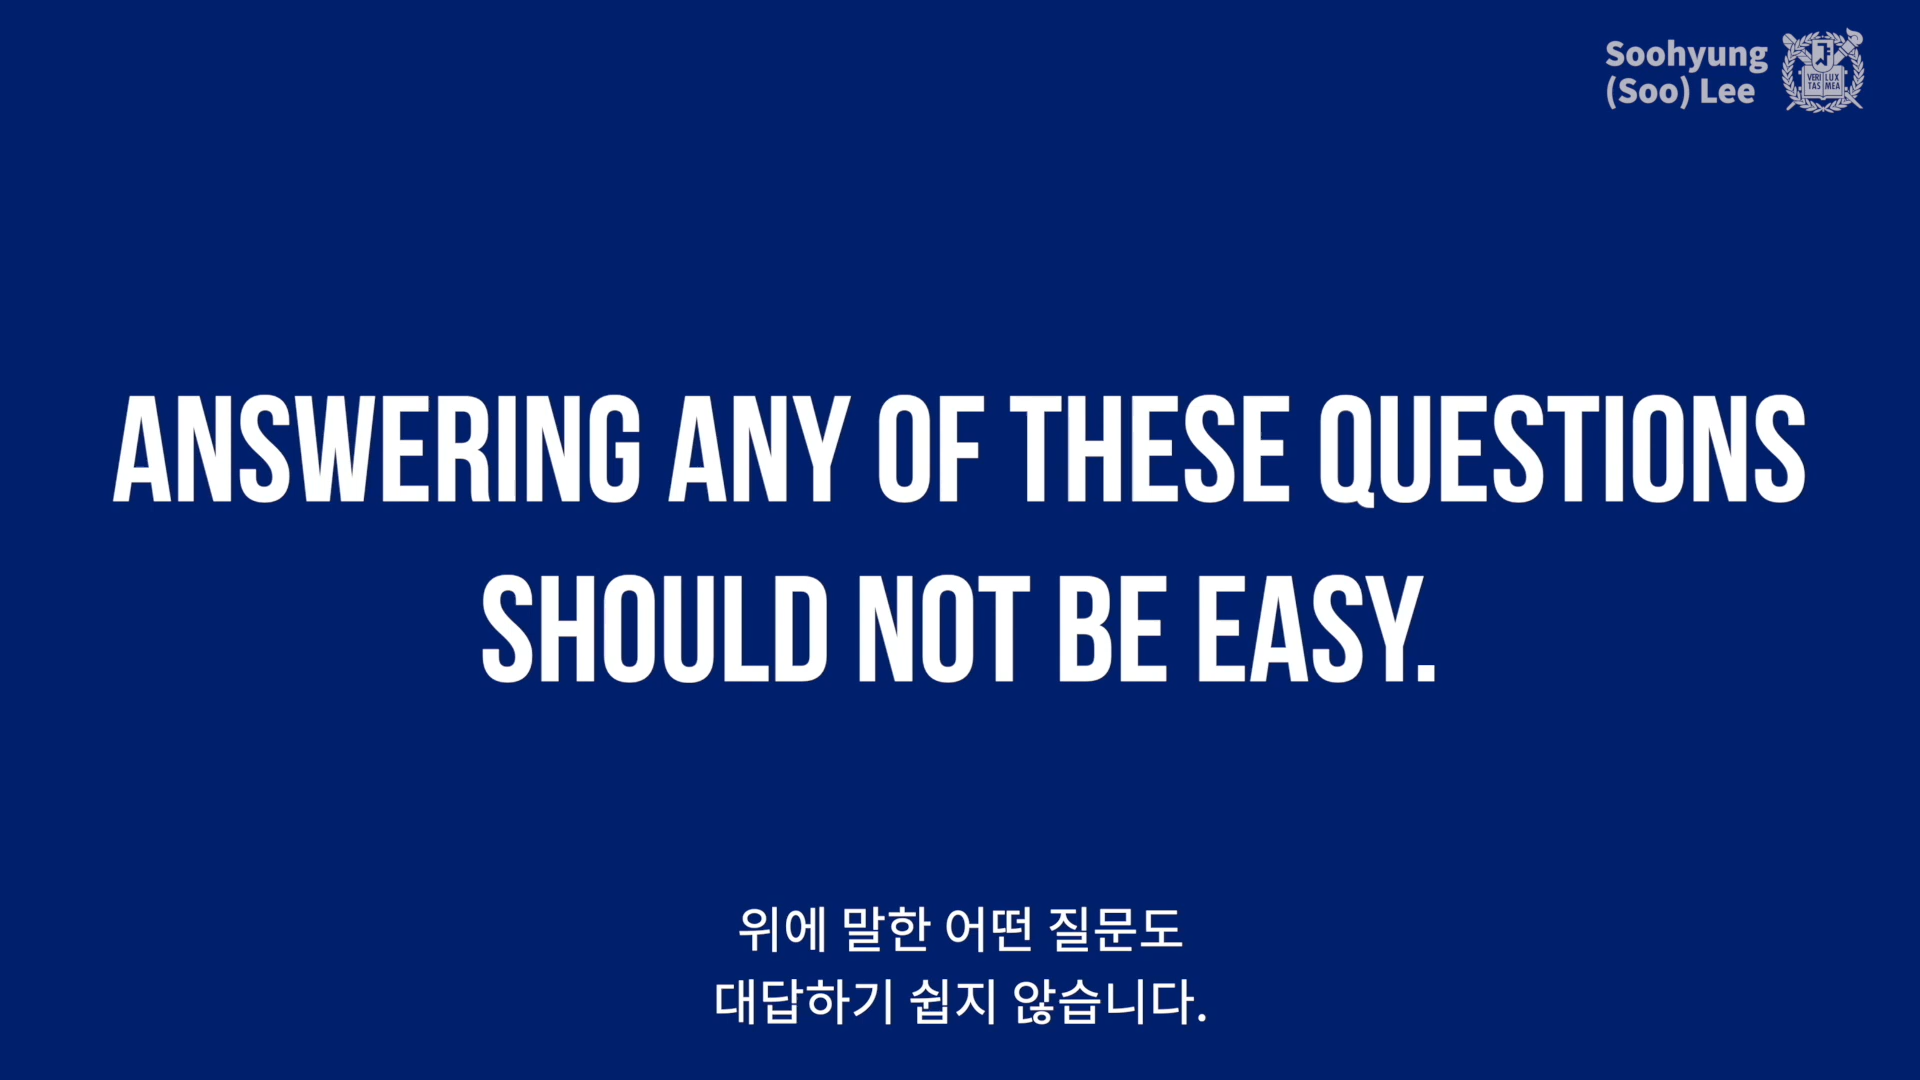 Soohyung
(Soo) Lee
VERI LUX
TAS MEA
ANSWERING ANY OF THESE QUESTIONS
SHOULD NOT BE EASY.
위에 말한 어떤 질문도
대답하기 쉽지 않습니다.